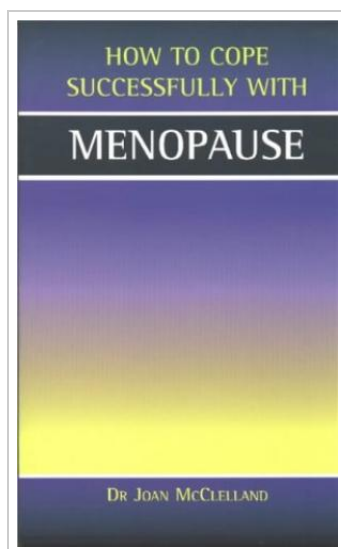 HOW TO COPE
SUCCESSFULLY WITH
MENOPAUSE
DR JOAN MCCLELLAND